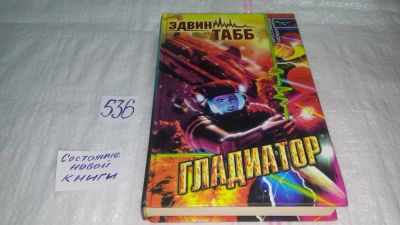 ЭДВИН
ТАББ
ГЛАДИАТОР
536
Состояние
новой
книги